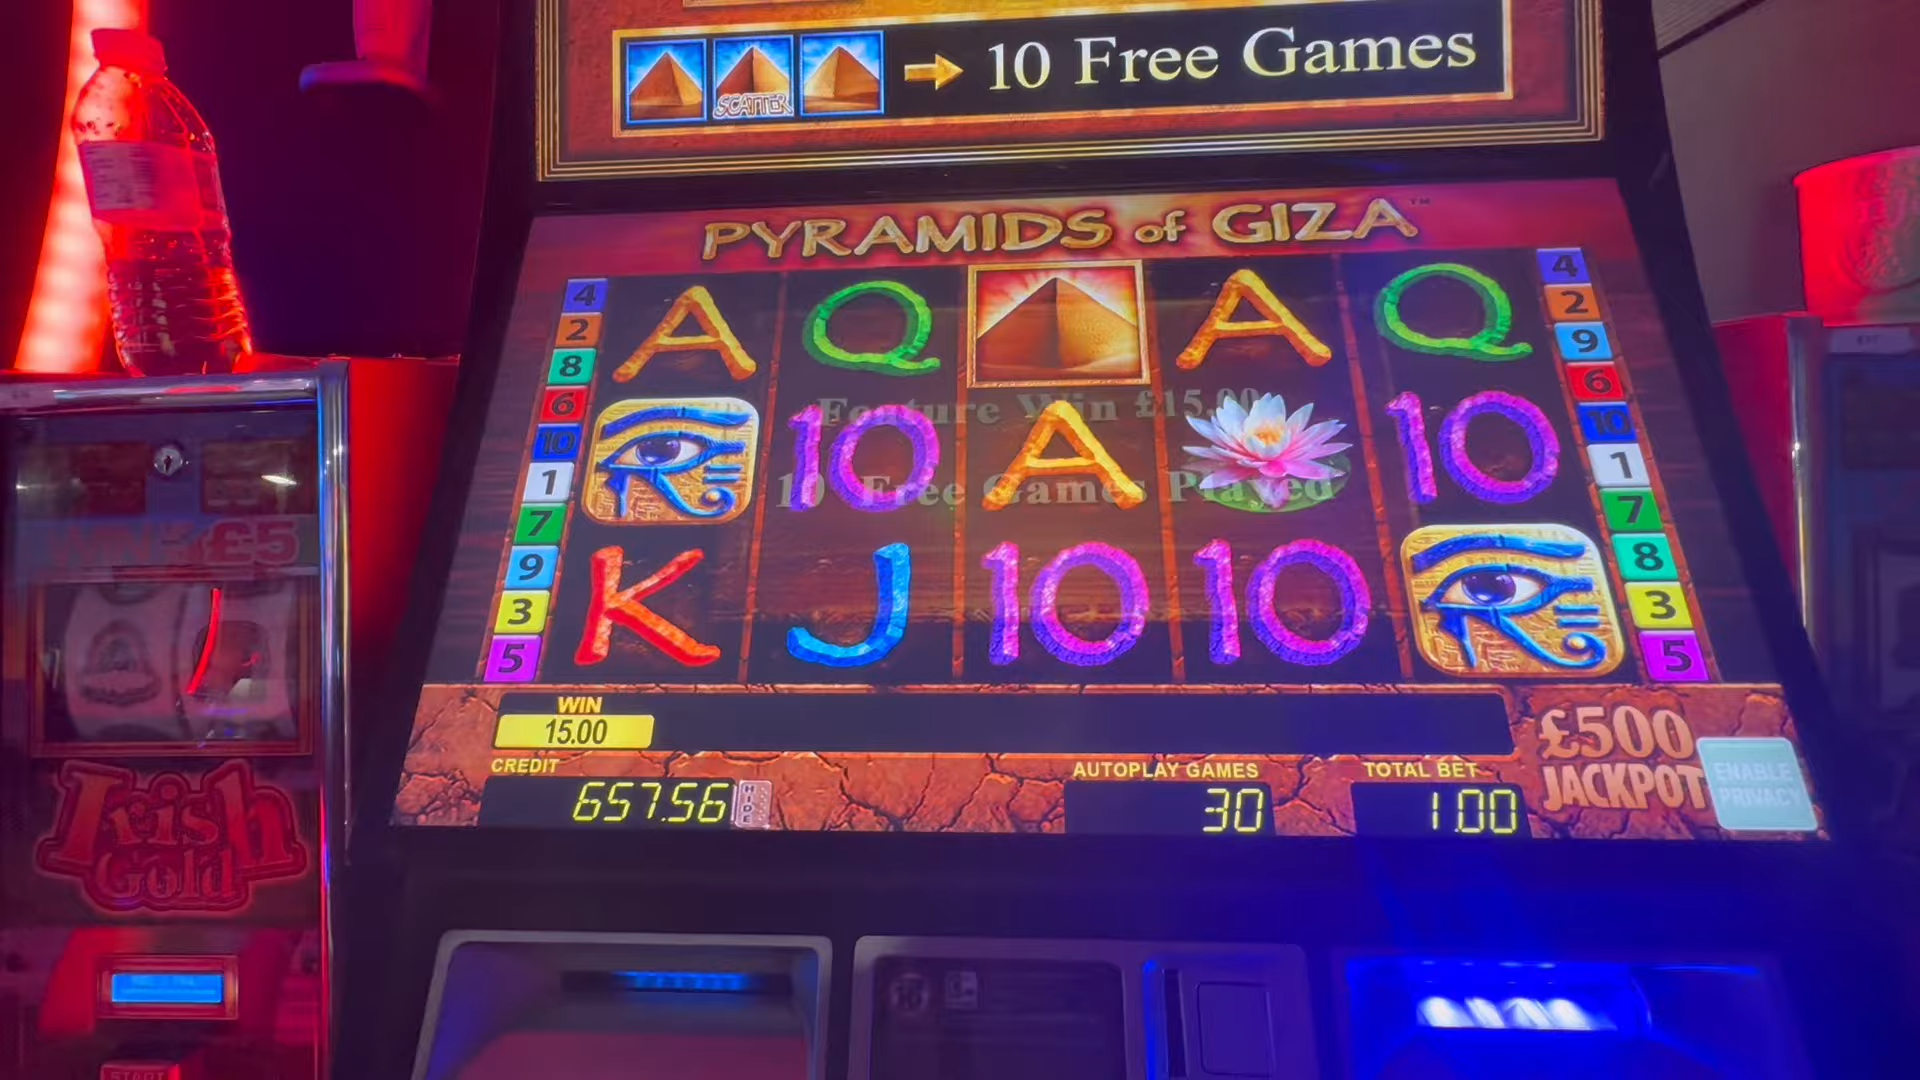 SCATTER
10 Free Games
PYRAMIDS of GIZA™
4
2
8
6
10
1
7
9
3
5
A Q A Q
10 A 10
K J 10 10
4
2
9
6
10
1
7
8
3
5
Feature Win £15.00
10 Free Games Played
WIN
15.00
CREDIT
657.56
HIDE
AUTOPLAY GAMES
30
TOTAL BET
1.00
£500
JACKPOT
ENABLE
PRIVACY
WIN £5
Irish
Gold
START